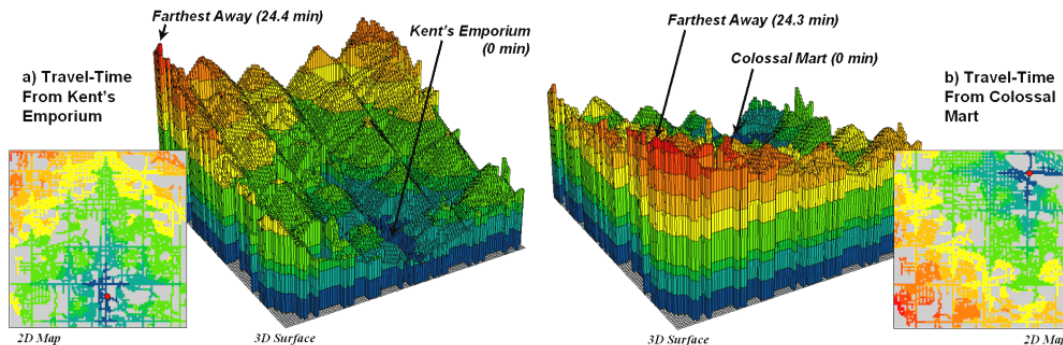 Farthest Away (24.4 min)
Kent's Emporium
(0 min)
a) Travel-Time
From Kent's
Emporium
2D Map
3D Surface
Farthest Away (24.3 min)
Colossal Mart (0 min)
b) Travel-Time
From Colossal
Mart
3D Surface
2D Map